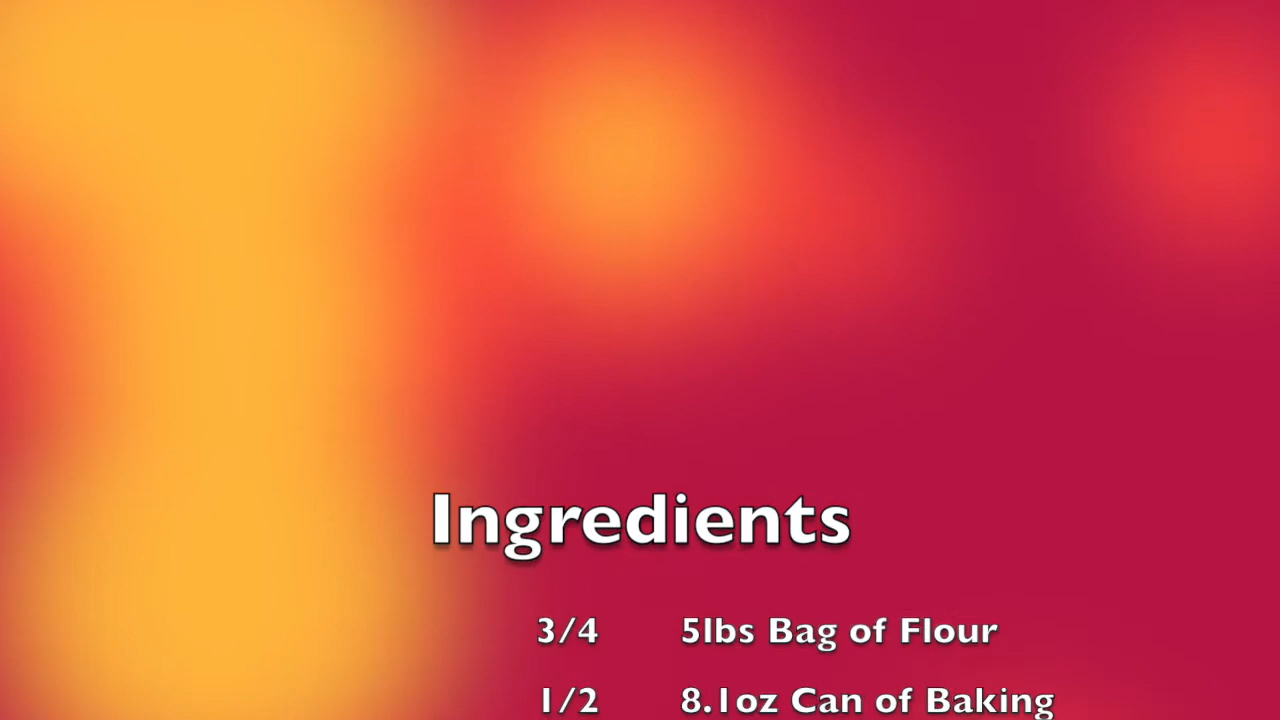 Ingredients
3/4 5lbs Bag of Flour
1/2 8.1oz Can of Baking